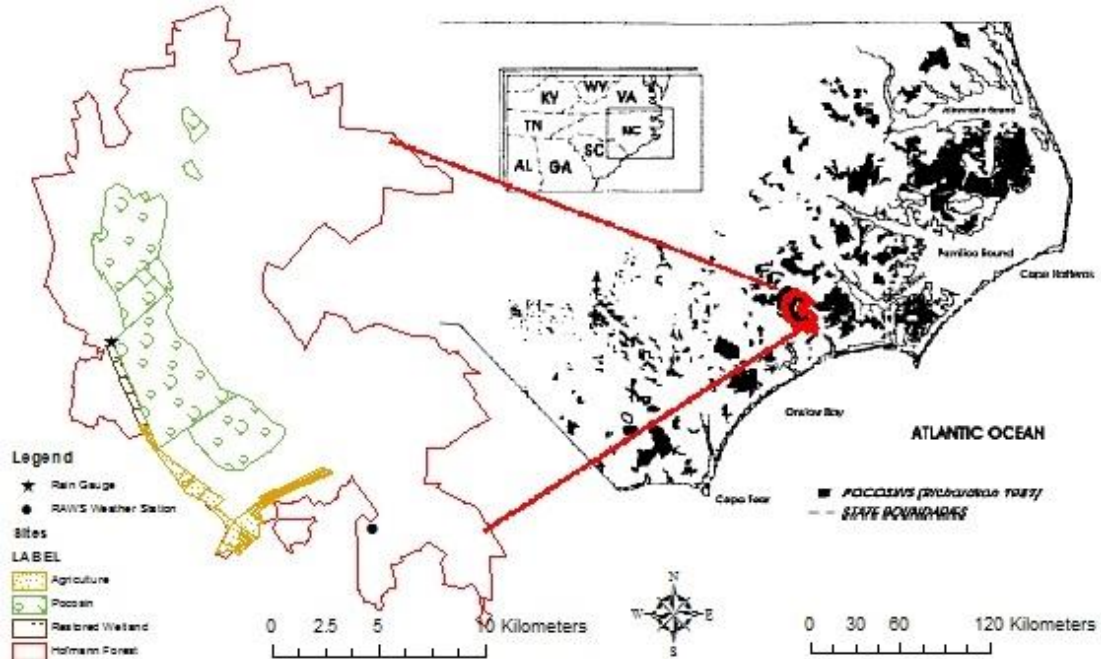 KY
WY
VA
TN
NC
SC
AL
GA
Albemarle Sound
Pamlico Sound
Cape Hatteras
Onslow Bay
ATLANTIC OCEAN
Cape Fear
POCOSINS (Richardson 1981)
STATE BOUNDARIES
Legend
Rain Gauge
RAWS Weather Station
Sites
LABEL
Agriculture
Pocosin
Restored Wetland
Hofmann Forest
0 2.5 5 10 Kilometers
N
W E
S
0 30 60 120 Kilometers